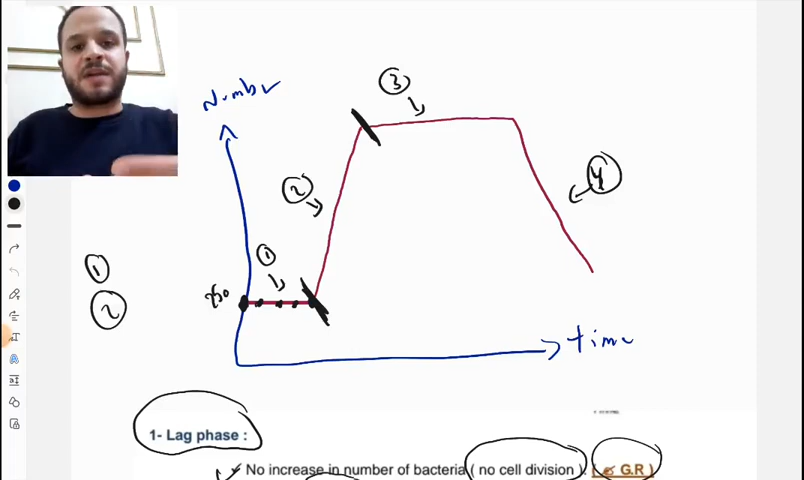 Number
③
②
④
①
750
①
②
time
1- Lag phase :
✓ No increase in number of bacteria ( no cell division ). ( G.R )